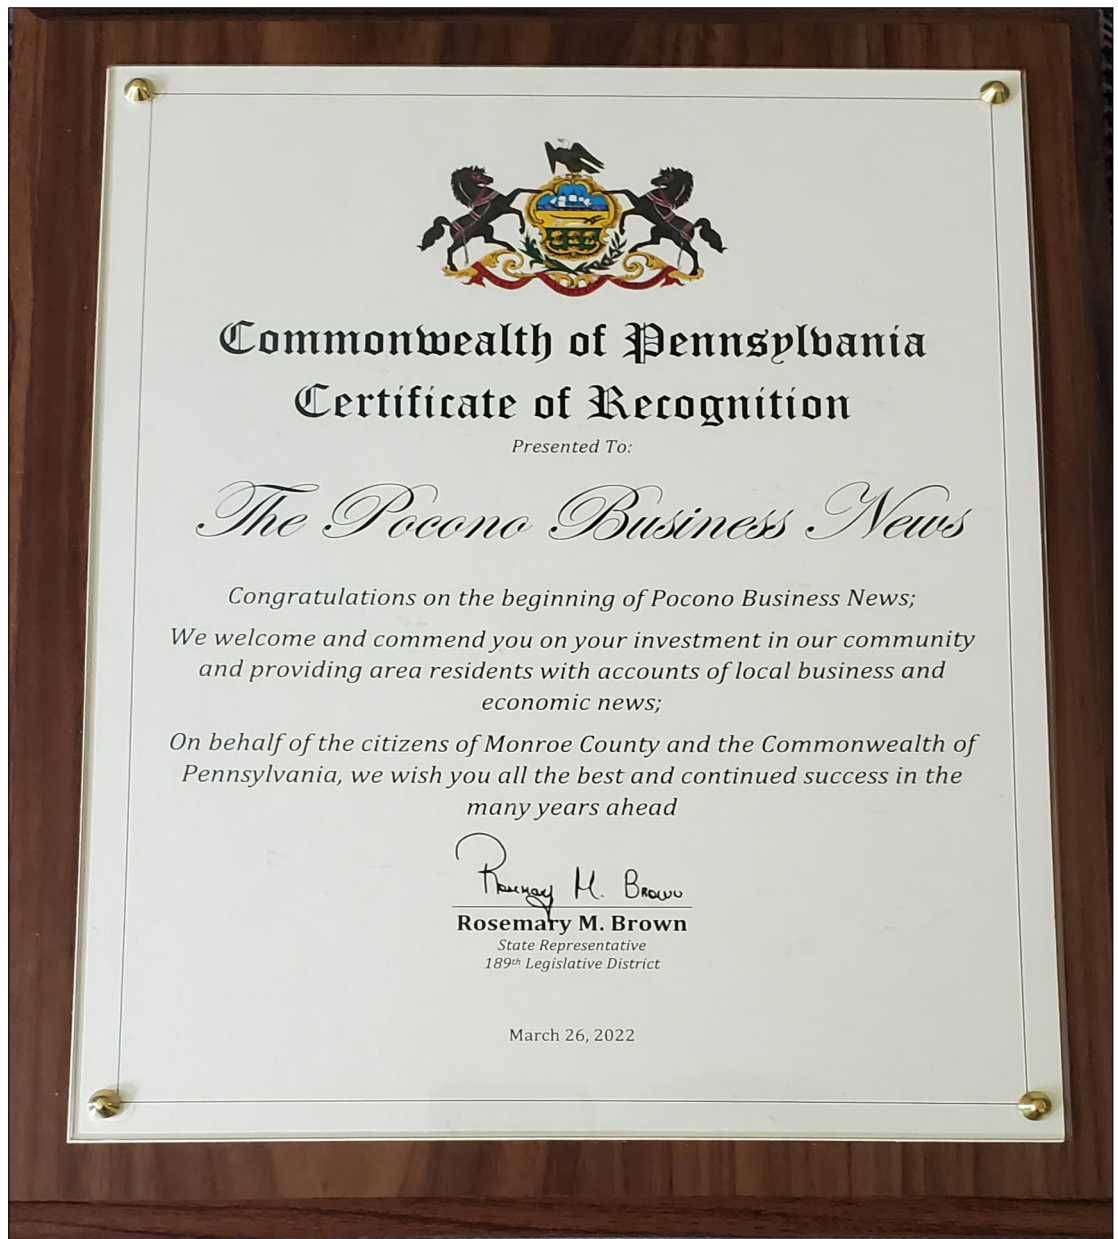 Commonwealth of Pennsylvania
Certificate of Recognition
Presented To:
The Pocono Business News
Congratulations on the beginning of Pocono Business News;
We welcome and commend you on your investment in our community
and providing area residents with accounts of local business and
economic news;
On behalf of the citizens of Monroe County and the Commonwealth of
Pennsylvania, we wish you all the best and continued success in the
many years ahead
Rosemary M. Brown
Rosemary M. Brown
State Representative
189th Legislative District
March 26, 2022